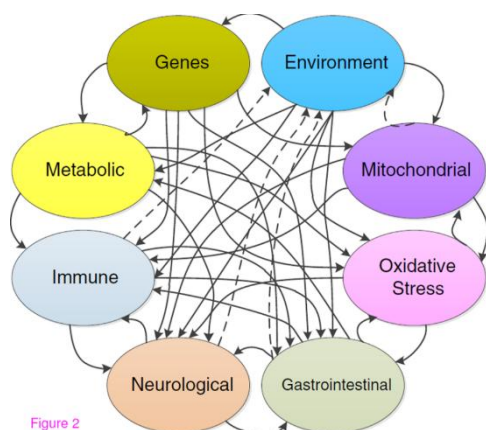 Genes
Environment
Metabolic
Mitochondrial
Immune
Oxidative
Stress
Neurological
Gastrointestinal
Figure 2